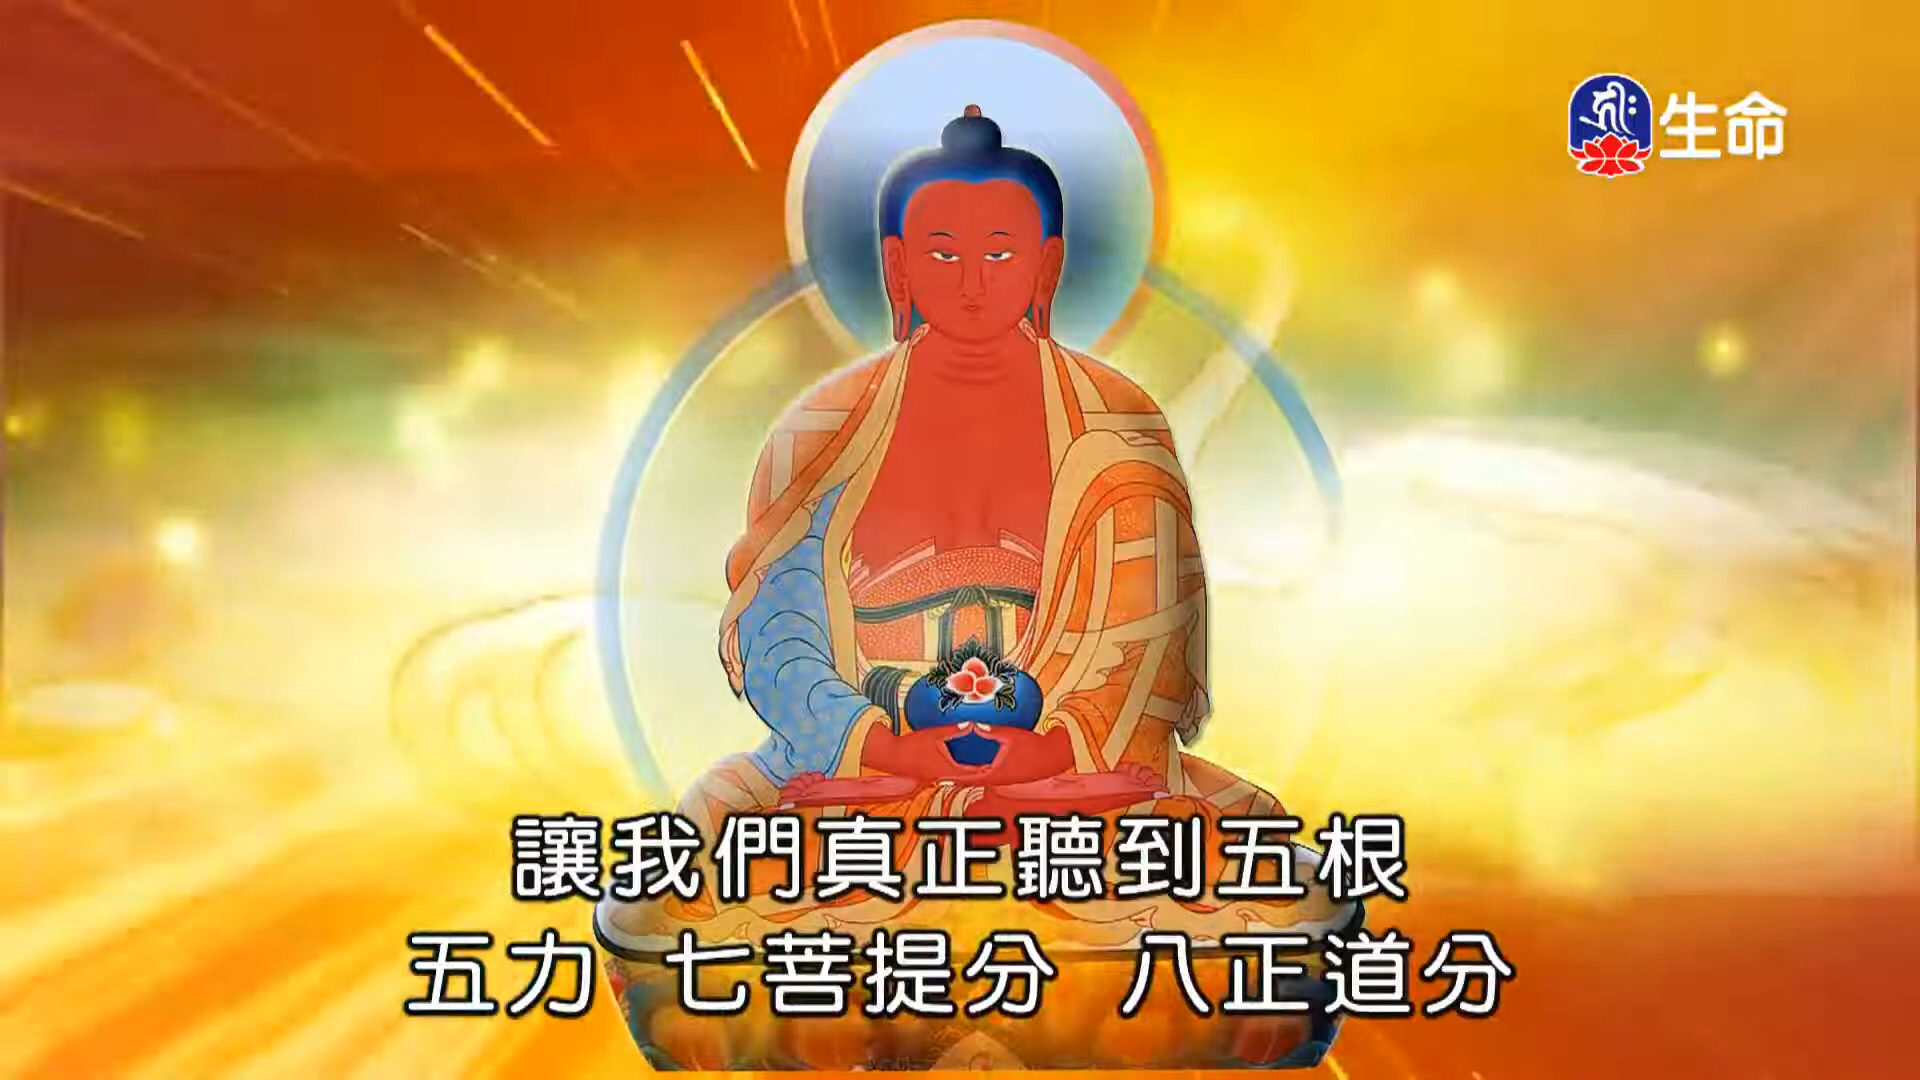 生命
讓我們真正聽到五根
五力 七菩提分 八正道分